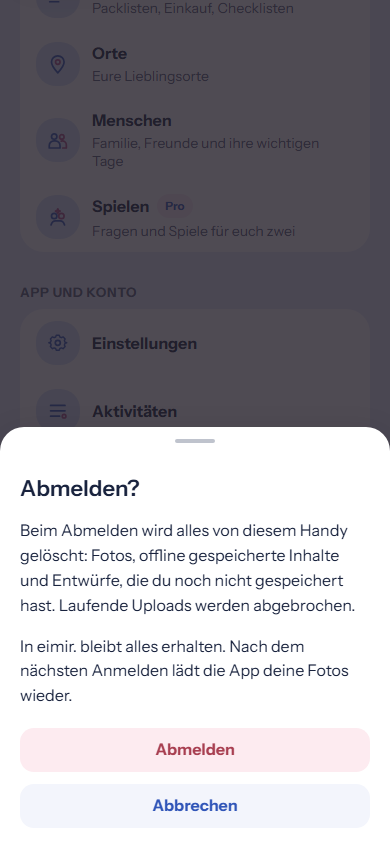 Packlisten, Einkauf, Checklisten
Orte
Eure Lieblingsorte
Menschen
Familie, Freunde und ihre wichtigen
Tage
Spielen Pro
Fragen und Spiele für euch zwei
APP UND KONTO
Einstellungen
Aktivitäten
Abmelden?
Beim Abmelden wird alles von diesem Handy
gelöscht: Fotos, offline gespeicherte Inhalte
und Entwürfe, die du noch nicht gespeichert
hast. Laufende Uploads werden abgebrochen.
In eimir. bleibt alles erhalten. Nach dem
nächsten Anmelden lädt die App deine Fotos
wieder.
Abmelden
Abbrechen